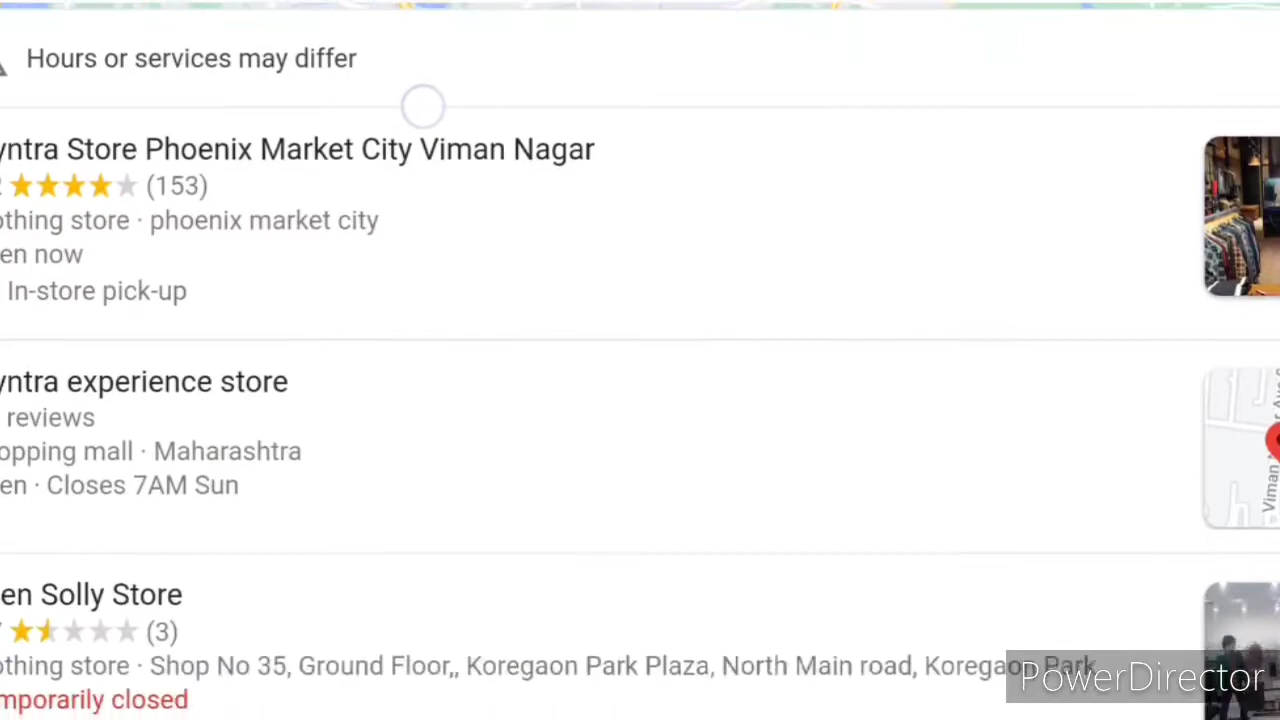 Hours or services may differ
yntra Store Phoenix Market City Viman Nagar
(153)
othing store · phoenix market city
en now
In-store pick-up
yntra experience store
reviews
opping mall · Maharashtra
en · Closes 7AM Sun
Viman
en Solly Store
(3)
othing store · Shop No 35, Ground Floor,, Koregaon Park Plaza, North Main road, Koregaon Park
mporarily closed
PowerDirector